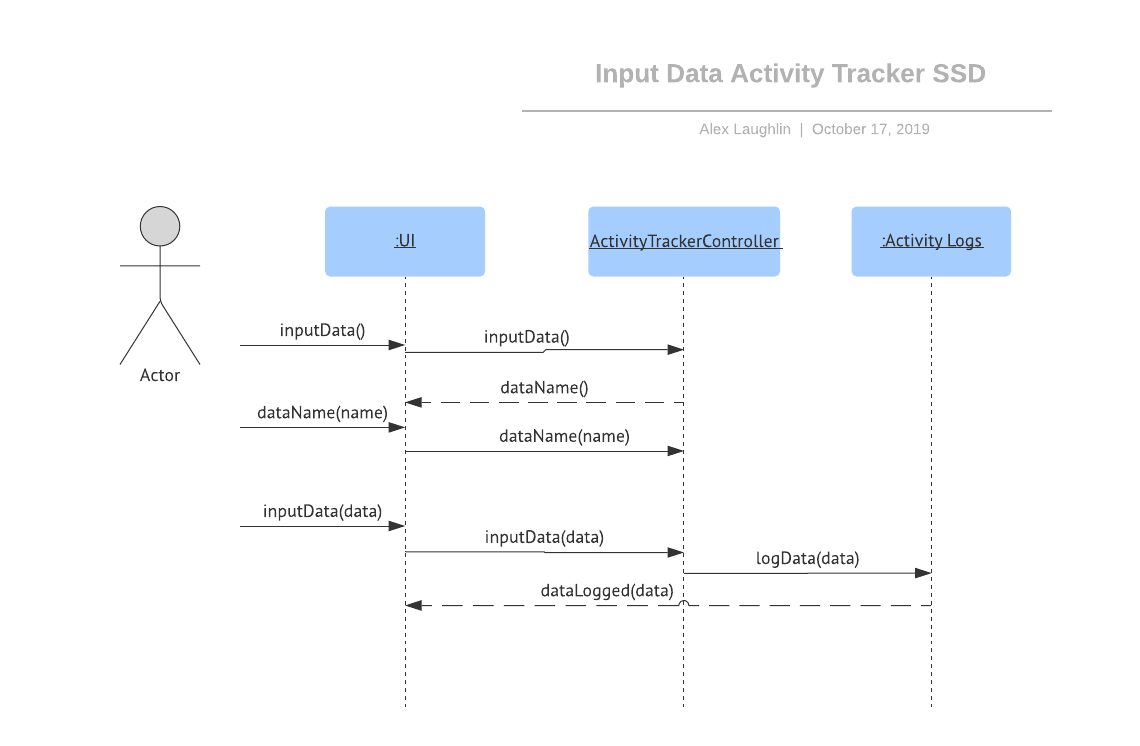 Input Data Activity Tracker SSD
Alex Laughlin | October 17, 2019
:UI
ActivityTrackerController
:Activity Logs
Actor
inputData()
inputData()
dataName()
dataName(name)
dataName(name)
inputData(data)
inputData(data)
logData(data)
dataLogged(data)